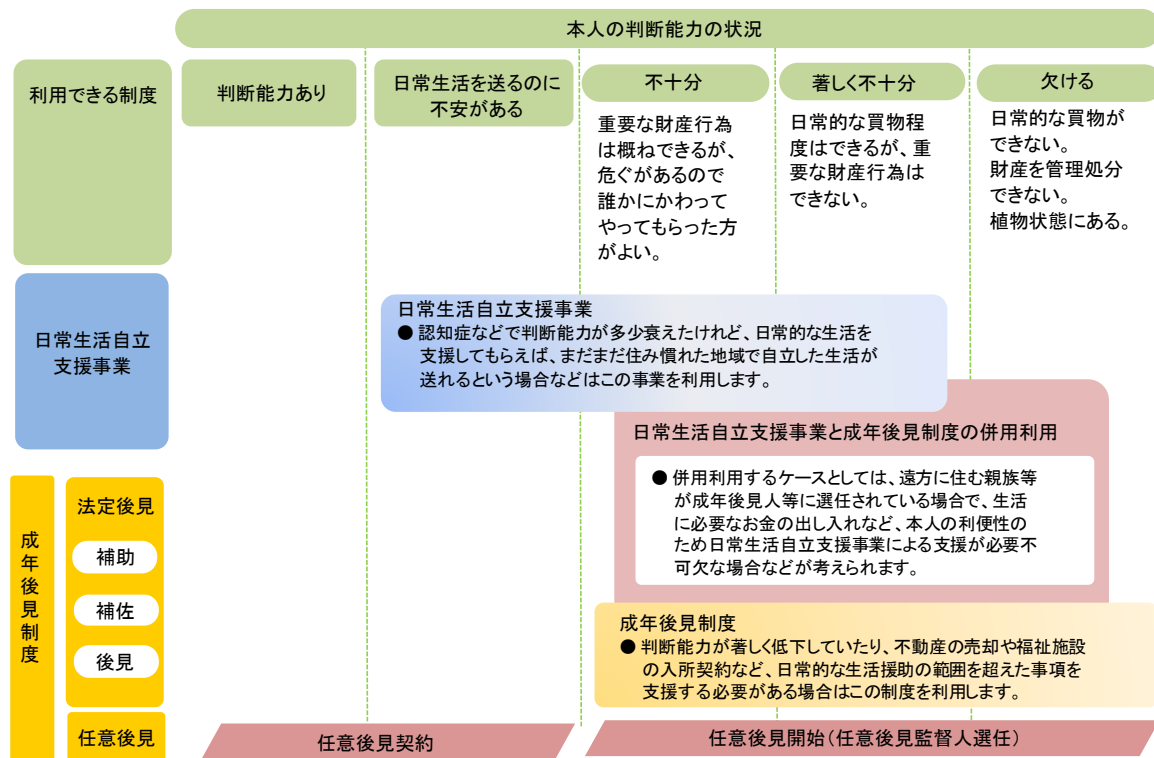 本人の判断能力の状況
利用できる制度
判断能力あり
日常生活を送るのに
不安がある
不十分
著しく不十分
欠ける
重要な財産行為
は概ねできるが、
危ぐがあるので
誰かにかわって
やってもらった方
がよい。
日常的な買物程
度はできるが、重
要な財産行為は
できない。
日常的な買物が
できない。
財産を管理処分
できない。
植物状態にある。
日常生活自立
支援事業
日常生活自立支援事業
● 認知症などで判断能力が多少衰えたけれど、日常的な生活を
支援してもらえば、まだまだ住み慣れた地域で自立した生活が
送れるという場合などはこの事業を利用します。
日常生活自立支援事業と成年後見制度の併用利用
● 併用利用するケースとしては、遠方に住む親族等
が成年後見人等に選任されている場合で、生活
に必要なお金の出し入れなど、本人の利便性の
ため日常生活自立支援事業による支援が必要不
可欠な場合などが考えられます。
成年後見制度
法定後見
補助
補佐
後見
任意後見
成年後見制度
● 判断能力が著しく低下していたり、不動産の売却や福祉施設
の入所契約など、日常的な生活援助の範囲を超えた事項を
支援する必要がある場合はこの制度を利用します。
任意後見契約
任意後見開始(任意後見監督人選任)